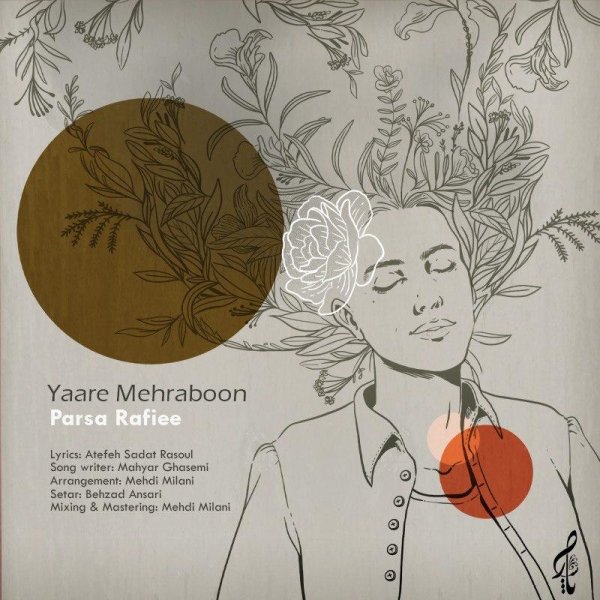 Yaare Mehraboon
Parsa Rafiee
Lyrics: Atefeh Sadat Rasoul
Song writer: Mahyar Ghasemi
Arrangement: Mehdi Milani
Setar: Behzad Ansari
Mixing & Mastering: Mehdi Milani